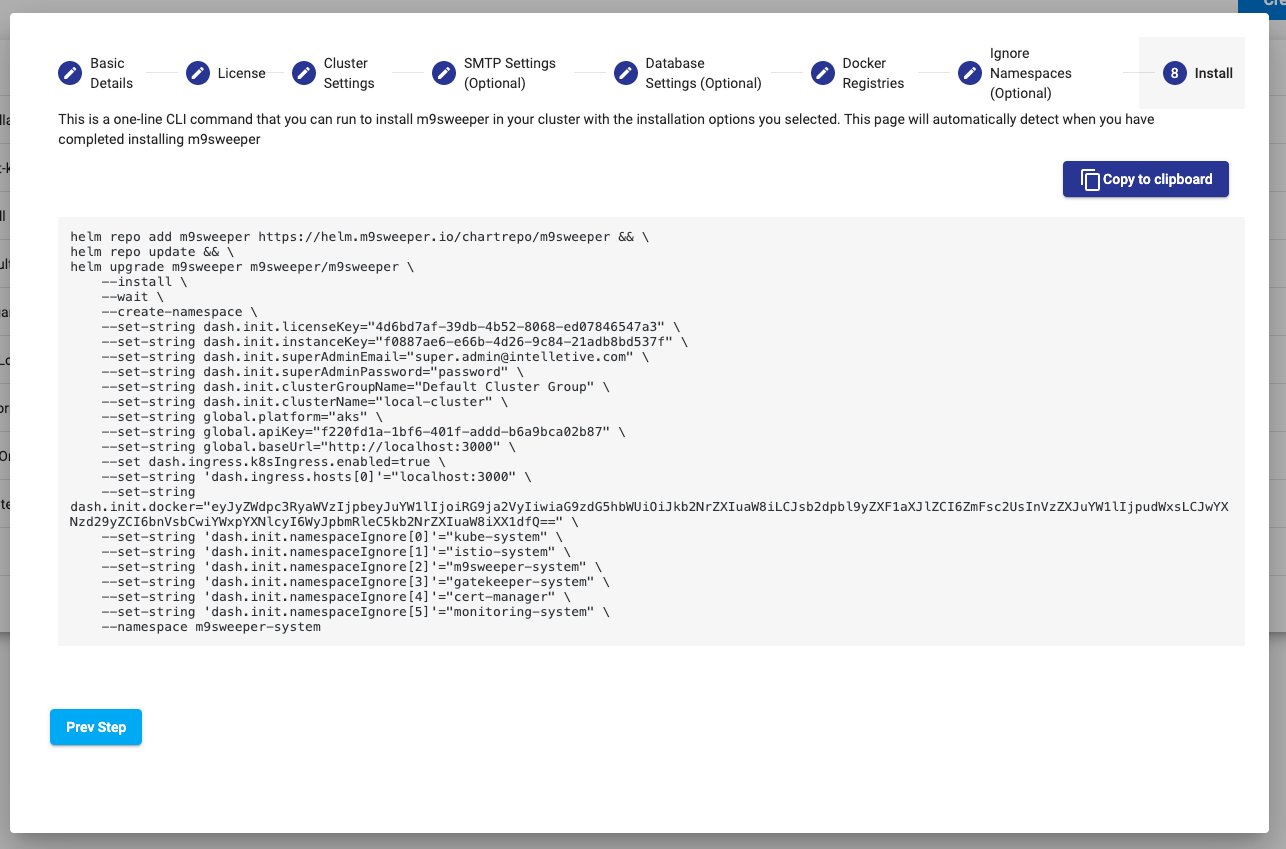 Cre
Basic
Details
License
Cluster
Settings
SMTP Settings
(Optional)
Database
Settings (Optional)
Docker
Registries
Ignore
Namespaces
(Optional)
8 Install
This is a one-line CLI command that you can run to install m9sweeper in your cluster with the installation options you selected. This page will automatically detect when you have
completed installing m9sweeper
Copy to clipboard
helm repo add m9sweeper https://helm.m9sweeper.io/chartrepo/m9sweeper && \
helm repo update && \
helm upgrade m9sweeper m9sweeper/m9sweeper \
--install \
--wait \
--create-namespace \
--set-string dash.init.licenseKey="4d6bd7af-39db-4b52-8068-ed07846547a3" \
--set-string dash.init.instanceKey="f0887ae6-e66b-4d26-9c84-21adb8bd537f" \
--set-string dash.init.superAdminEmail="super.admin@intelletive.com" \
--set-string dash.init.superAdminPassword="password" \
--set-string dash.init.clusterGroupName="Default Cluster Group" \
--set-string dash.init.clusterName="local-cluster" \
--set-string global.platform="aks" \
--set-string global.apiKey="f220fd1a-1bf6-401f-addd-b6a9bca02b87" \
--set-string global.baseUrl="http://localhost:3000" \
--set dash.ingress.k8sIngress.enabled=true \
--set-string 'dash.ingress.hosts[0]'="localhost:3000" \
--set-string
dash.init.docker="eyJyZWdpc3RyaWVzIjpbeyJuYW1lIjoiRG9ja2VyIiwiaG9zdG5hbWUiOiJkb2NrZXIuaW8iLCJsb2dpbl9yZXF1aXJlZCI6ZmFsc2UsInVzZXJuYW1lIjpudWxsLCJwYX
Nzd29yZCI6bnVsbCwiYWxpYXNlcyI6WyJpbmRleC5kb2NrZXIuaW8iXX1dfQ==" \
--set-string 'dash.init.namespaceIgnore[0]'="kube-system" \
--set-string 'dash.init.namespaceIgnore[1]'="istio-system" \
--set-string 'dash.init.namespaceIgnore[2]'="m9sweeper-system" \
--set-string 'dash.init.namespaceIgnore[3]'="gatekeeper-system" \
--set-string 'dash.init.namespaceIgnore[4]'="cert-manager" \
--set-string 'dash.init.namespaceIgnore[5]'="monitoring-system" \
--namespace m9sweeper-system
Prev Step